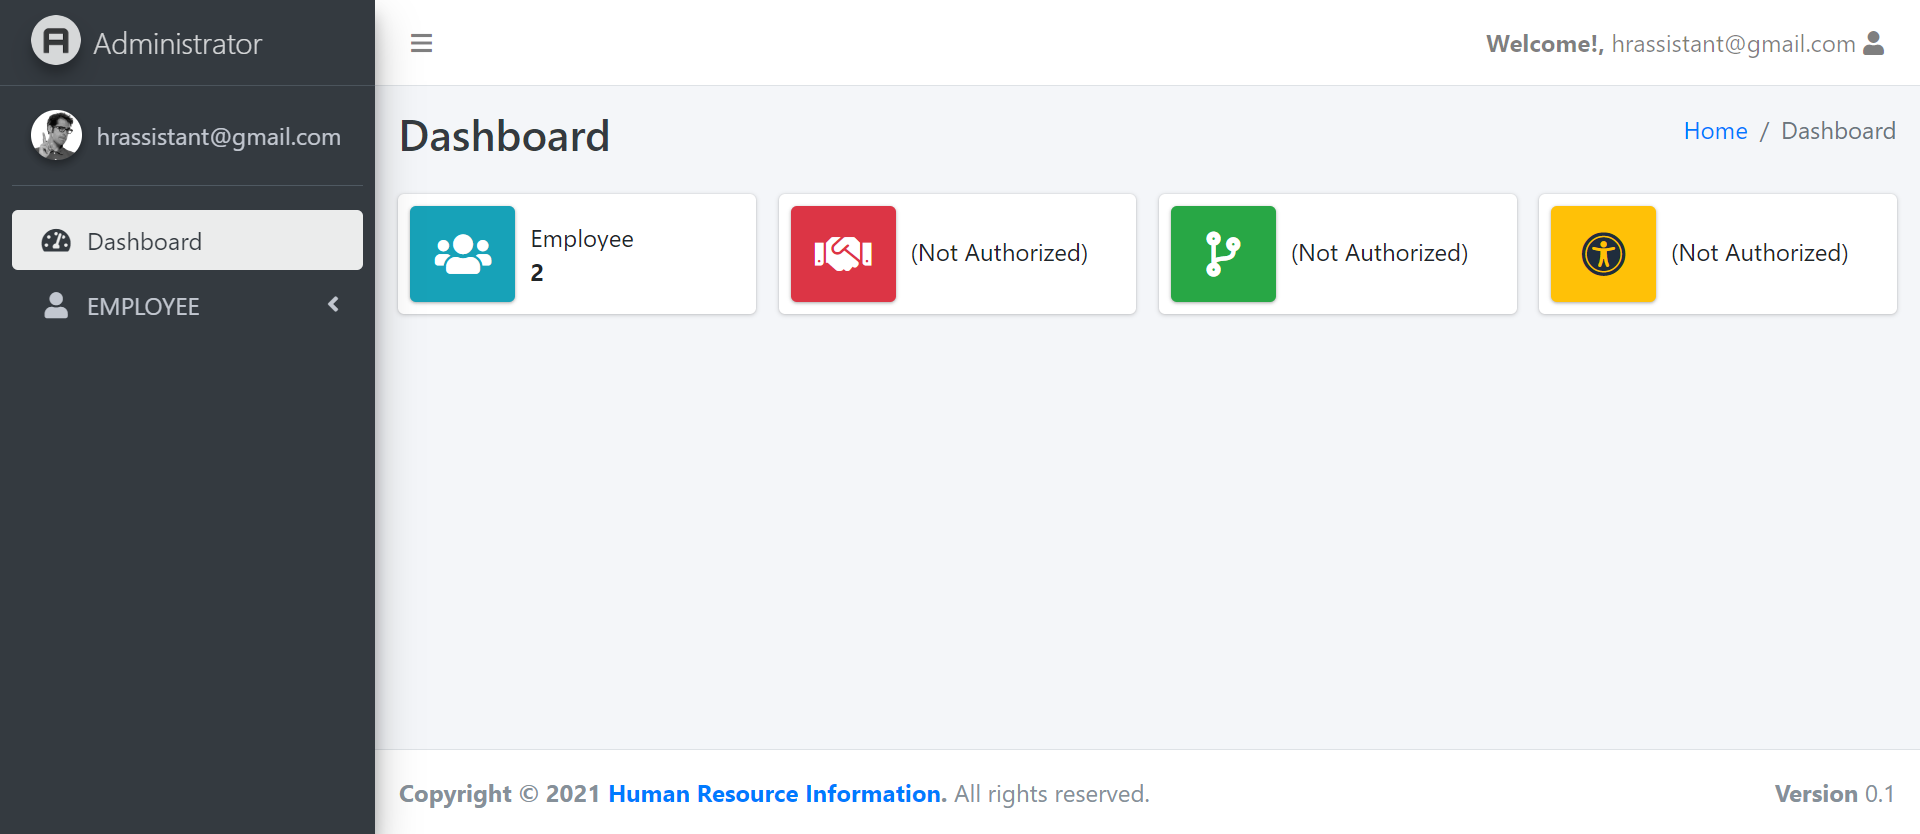 Administrator
Welcome!, hrassistant@gmail.com
hrassistant@gmail.com
Dashboard
EMPLOYEE
Dashboard
Home / Dashboard
Employee
2
(Not Authorized)
(Not Authorized)
(Not Authorized)
Copyright © 2021 Human Resource Information. All rights reserved.
Version 0.1